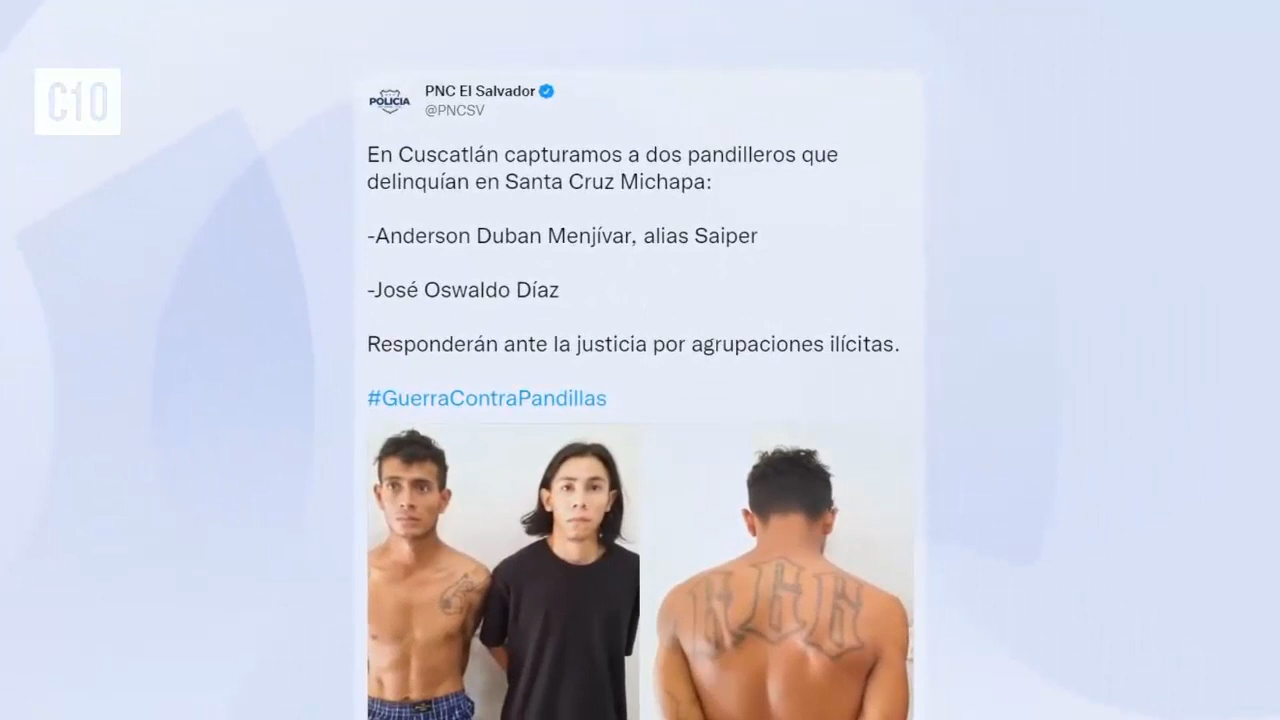 C10
POLICIA
PNC El Salvador
@PNCSV
En Cuscatlán capturamos a dos pandilleros que
delinquían en Santa Cruz Michapa:
-Anderson Duban Menjívar, alias Saiper
-José Oswaldo Díaz
Responderán ante la justicia por agrupaciones ilícitas.
#GuerraContraPandillas
666